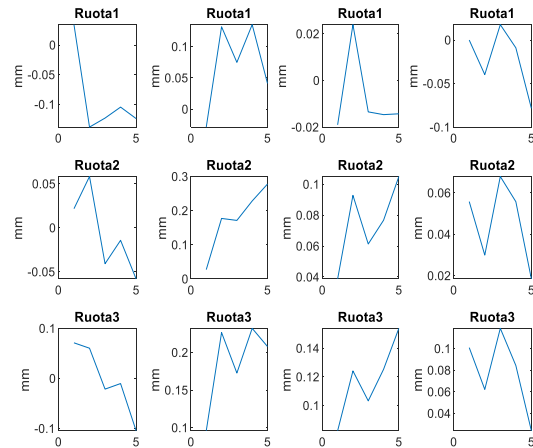 Ruota1 Ruota1 Ruota1 Ruota1
mm 0 -0.05 -0.1 0 5
mm 0.1 0.05 0 0 5
mm 0.02 0 -0.02 0 5
mm 0 -0.05 -0.1 0 5
Ruota2 Ruota2 Ruota2 Ruota2
mm 0.05 0 -0.05 0 5
mm 0.3 0.2 0.1 0 0 5
mm 0.1 0.08 0.06 0.04 0 5
mm 0.06 0.04 0.02 0 5
Ruota3 Ruota3 Ruota3 Ruota3
mm 0.1 0 -0.1 0 5
mm 0.2 0.15 0.1 0 5
mm 0.14 0.12 0.1 0 5
mm 0.1 0.08 0.06 0.04 0 5